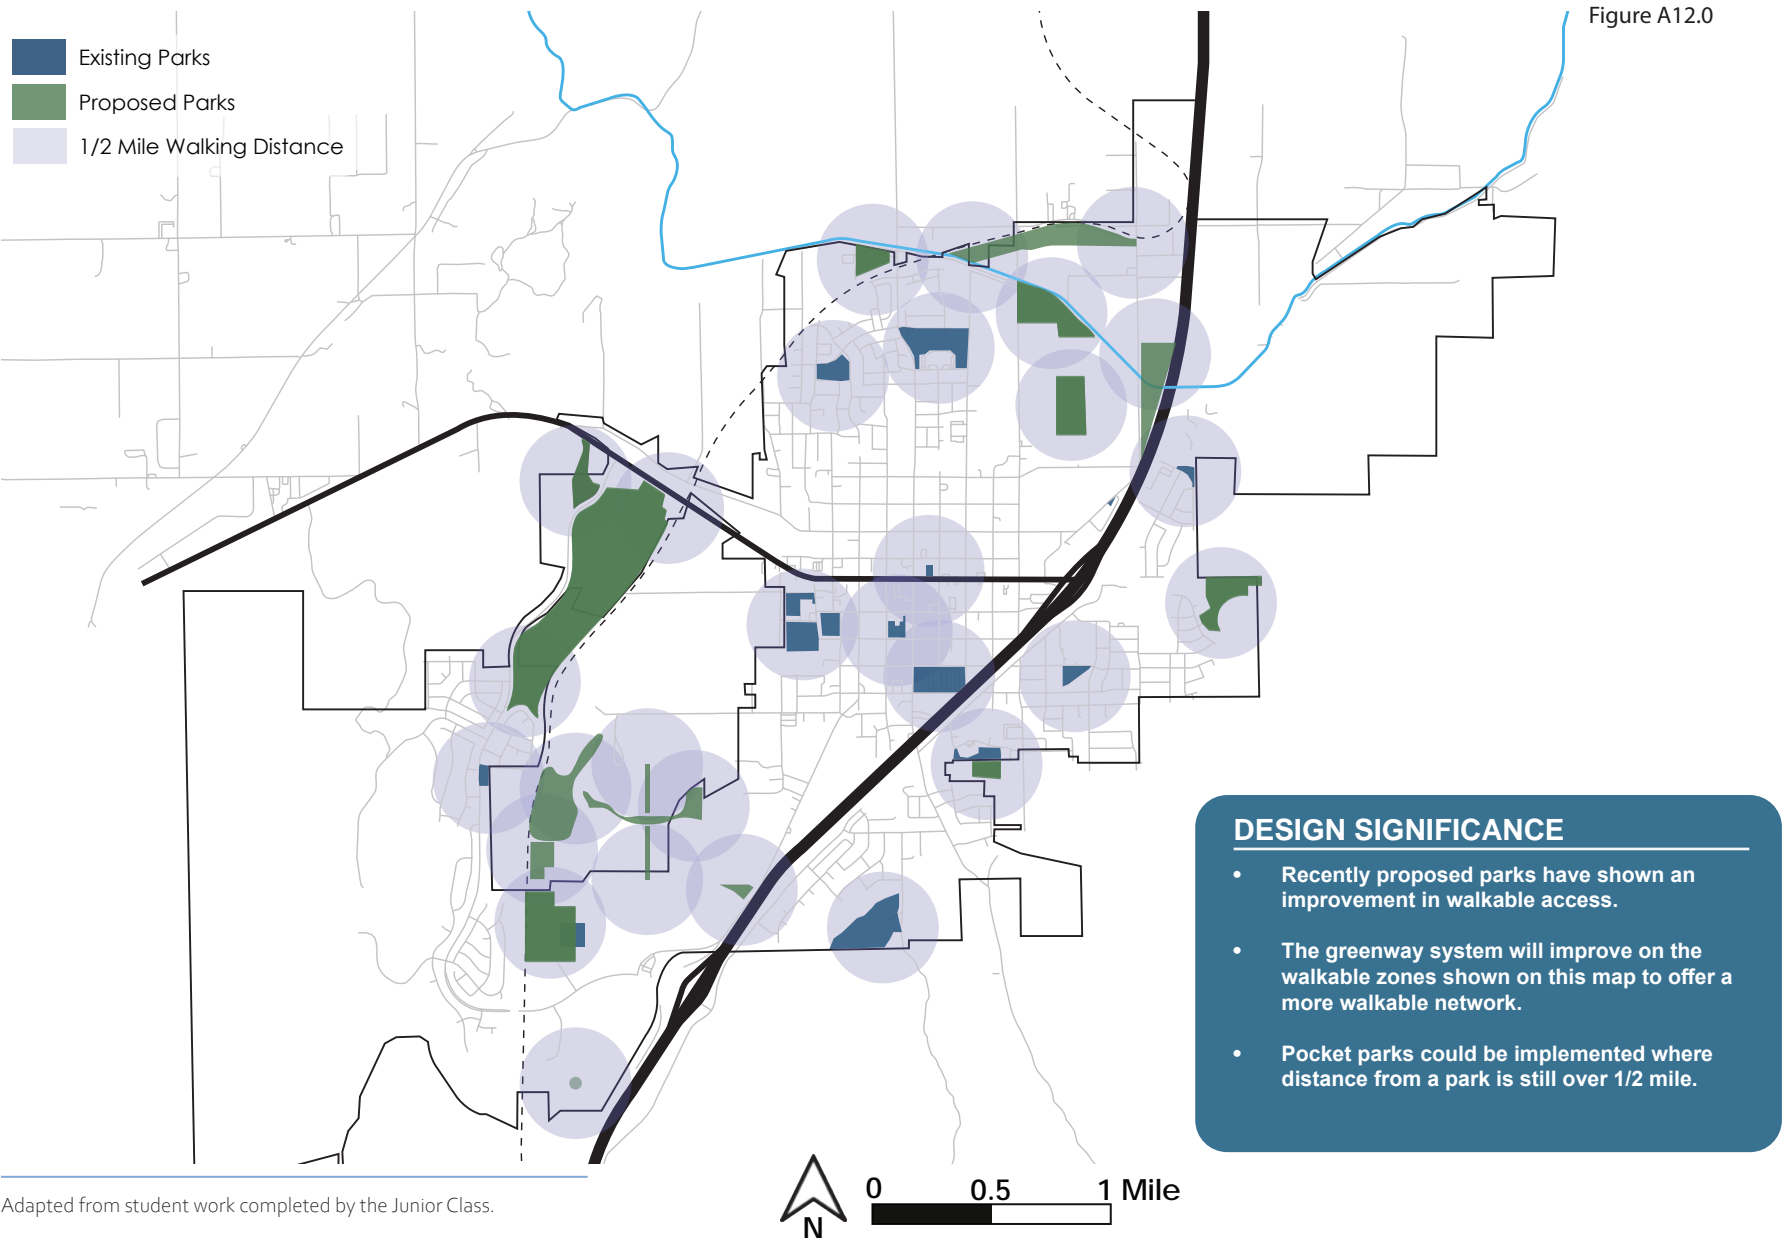 Figure A12.0
Existing Parks
Proposed Parks
1/2 Mile Walking Distance
DESIGN SIGNIFICANCE
• Recently proposed parks have shown an
improvement in walkable access.
• The greenway system will improve on the
walkable zones shown on this map to offer a
more walkable network.
• Pocket parks could be implemented where
distance from a park is still over 1/2 mile.
Adapted from student work completed by the Junior Class.
N
0 0.5 1 Mile